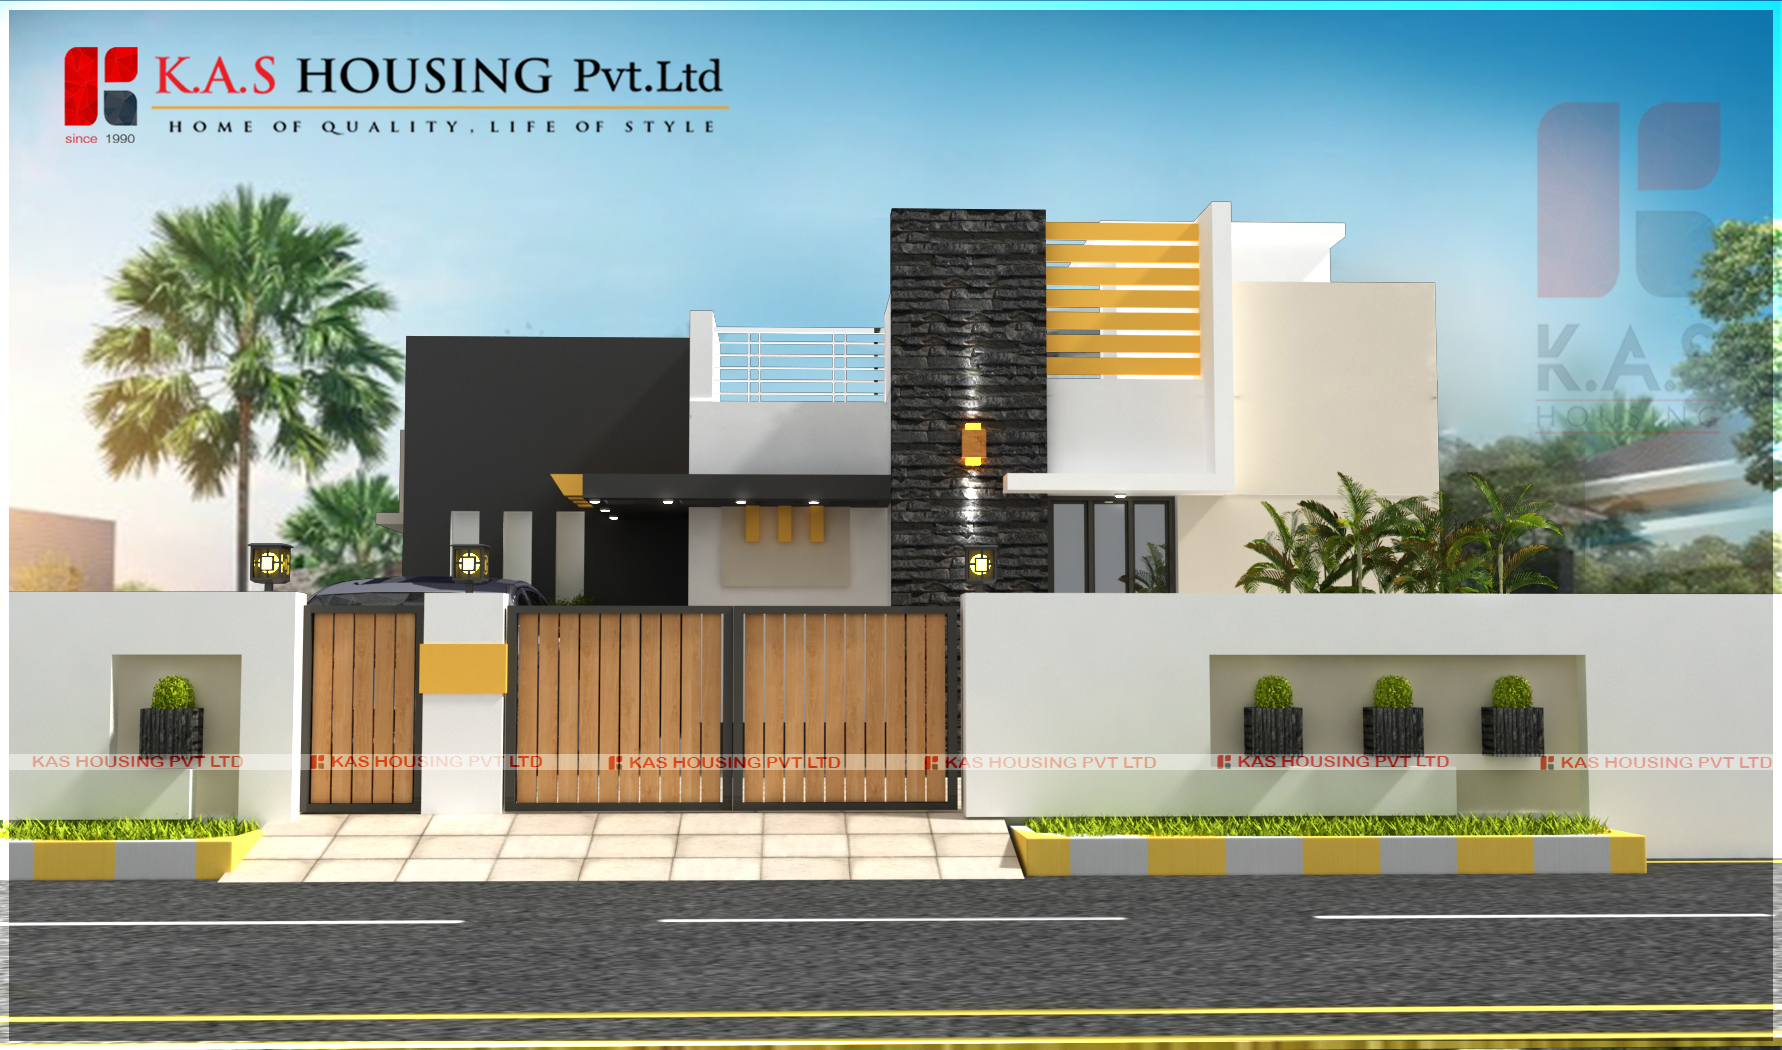 K.A.S HOUSING Pvt.Ltd
HOME OF QUALITY, LIFE OF STYLE
since 1990
K.A.S
HOUSING
KAS HOUSING PVT LTD KAS HOUSING PVT LTD KAS HOUSING PVT LTD KAS HOUSING PVT LTD KAS HOUSING PVT LTD KAS HOUSING PVT LTD